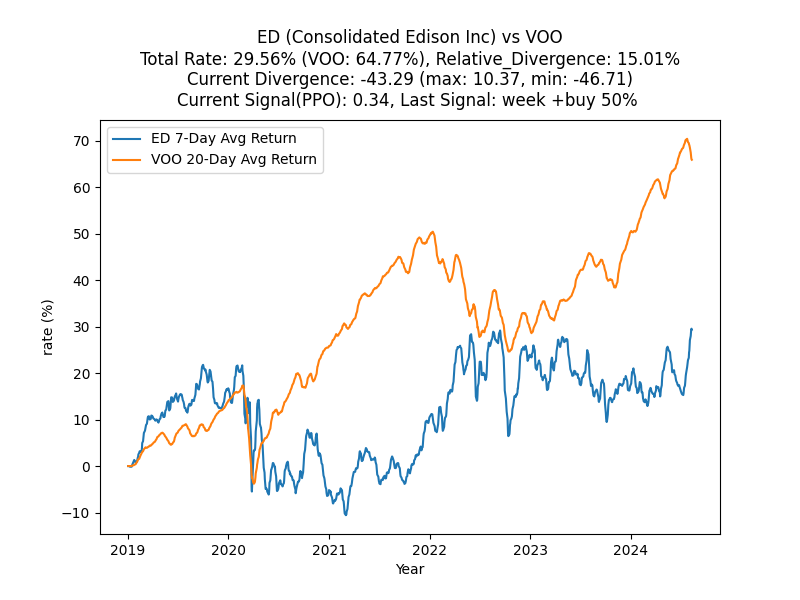 ED (Consolidated Edison Inc) vs VOO
Total Rate: 29.56% (VOO: 64.77%), Relative_Divergence: 15.01%
Current Divergence: -43.29 (max: 10.37, min: -46.71)
Current Signal(PPO): 0.34, Last Signal: week +buy 50%
ED 7-Day Avg Return
VOO 20-Day Avg Return
rate (%)
70
60
50
40
30
20
10
0
−10
2019 2020 2021 2022 2023 2024
Year